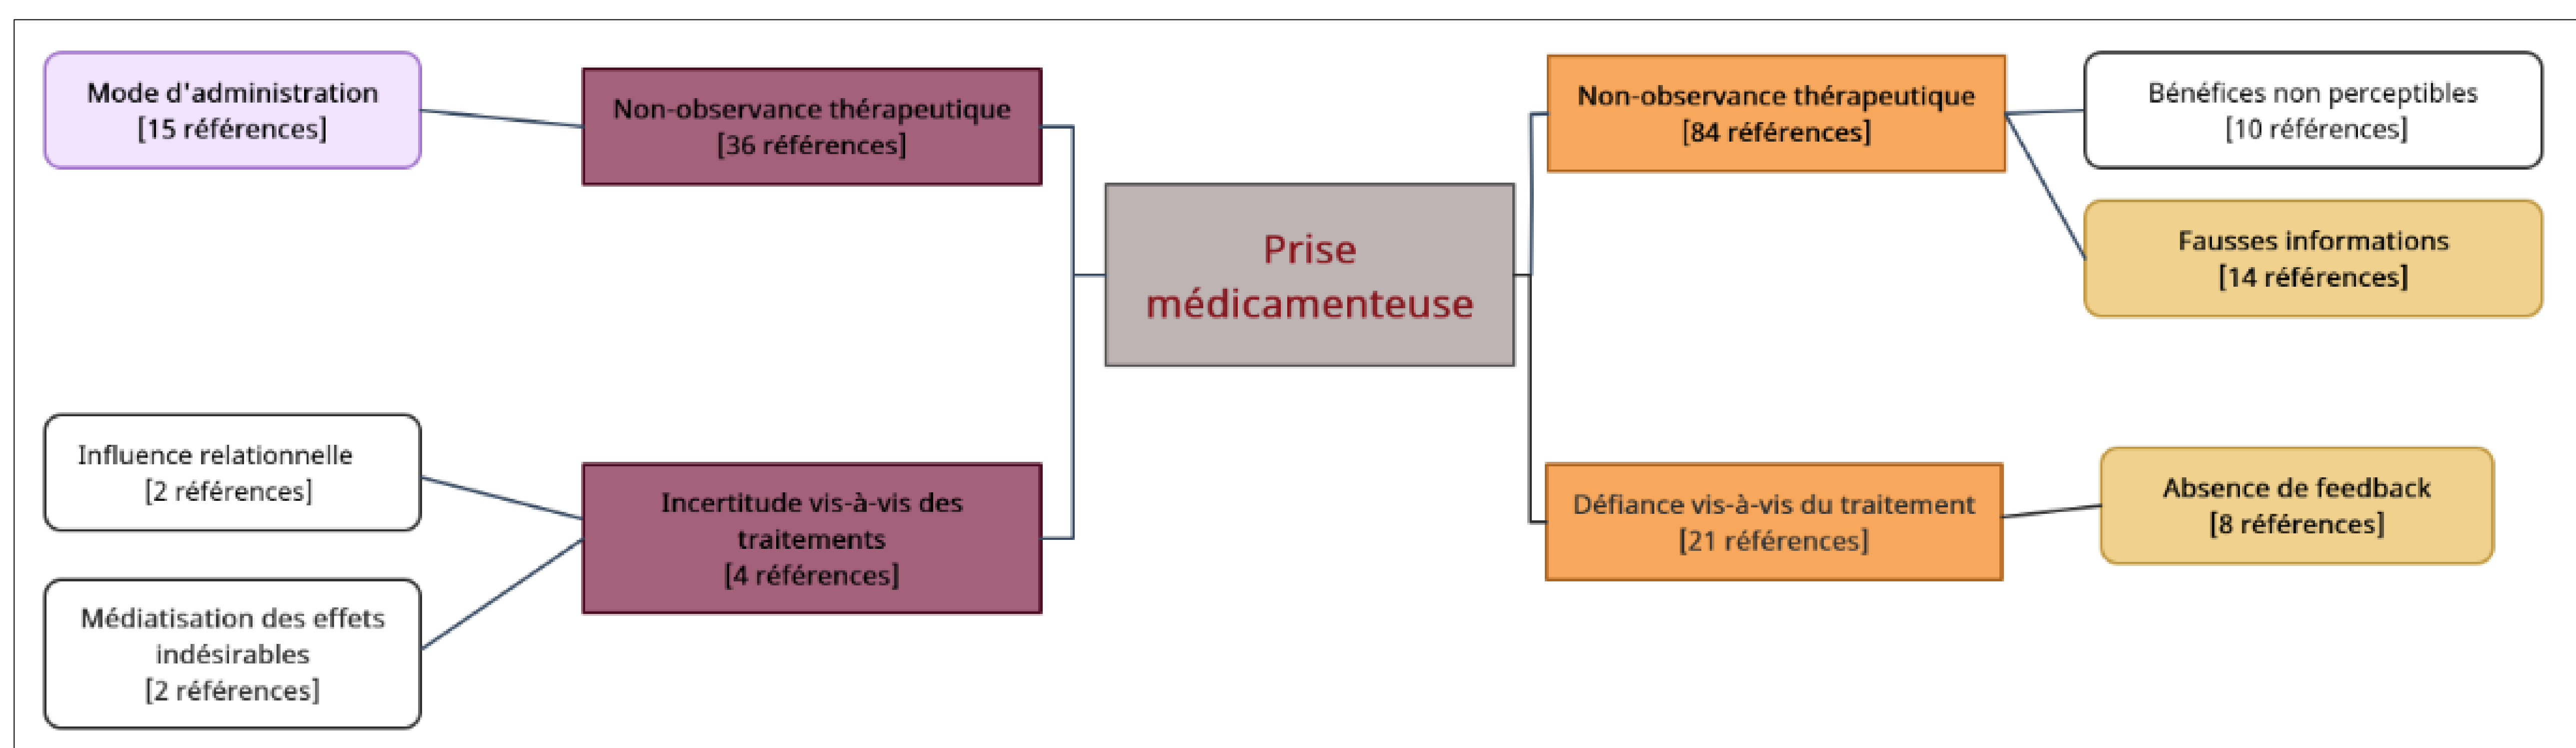 Mode d'administration
[15 références]
Non-observance thérapeutique
[36 références]
Influence relationnelle
[2 références]
Médiatisation des effets
indésirables
[2 références]
Incertitude vis-à-vis des
traitements
[4 références]
Prise
médicamenteuse
Non-observance thérapeutique
[84 références]
Bénéfices non perceptibles
[10 références]
Fausses informations
[14 références]
Défiance vis-à-vis du traitement
[21 références]
Absence de feedback
[8 références]